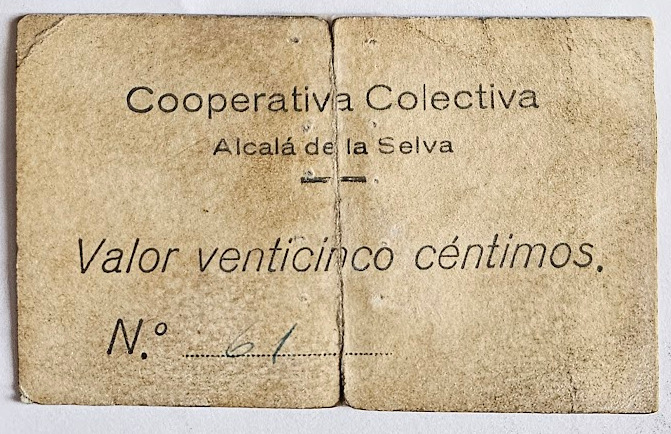 Cooperativa Colectiva
Alcalá de la Selva
Valor venticinco céntimos.
N.º 61